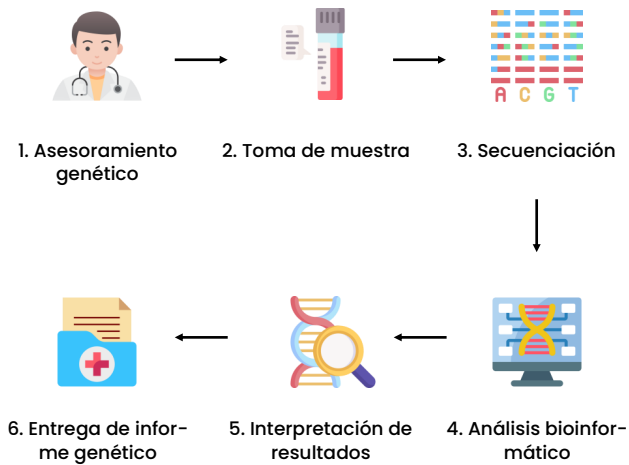 A C G T
1. Asesoramiento
genético
2. Toma de muestra
3. Secuenciación
6. Entrega de infor-
me genético
5. Interpretación de
resultados
4. Análisis bioinfor-
mático